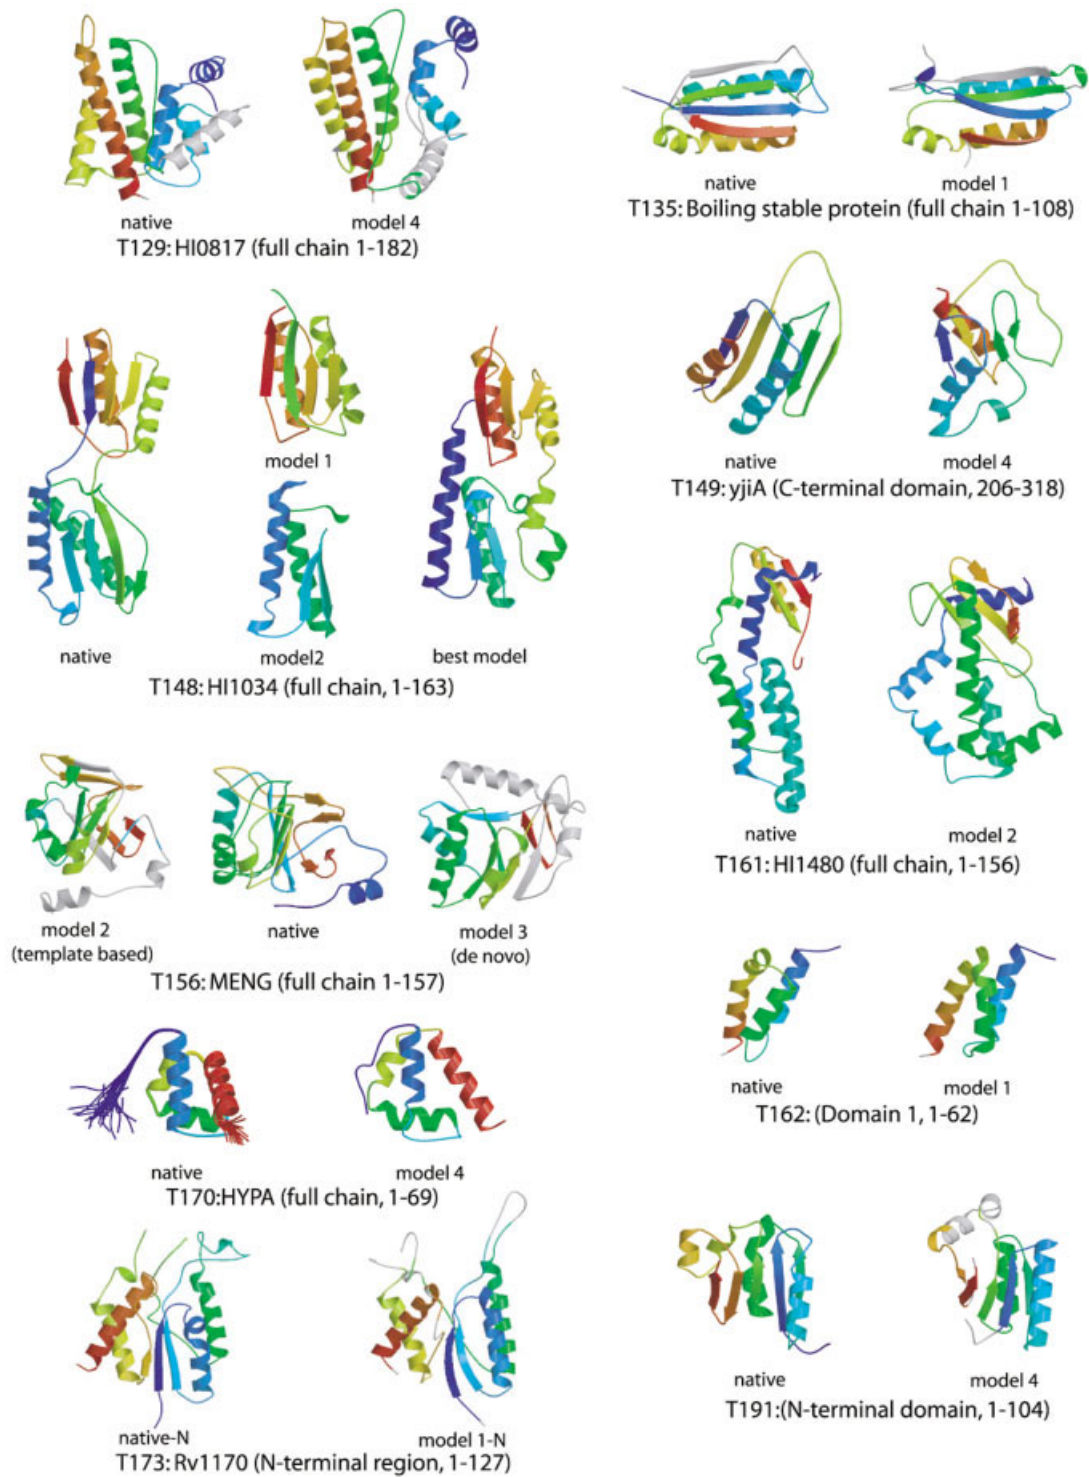 native
model 4
T129: HI0817 (full chain 1-182)
native
model 1
T135: Boiling stable protein (full chain 1-108)
model 1
native
model2
best model
T148: HI1034 (full chain, 1-163)
native
model 4
T149: yjiA (C-terminal domain, 206-318)
native
model 2
T161: HI1480 (full chain, 1-156)
model 2
(template based)
native
model 3
(de novo)
T156: MENG (full chain 1-157)
native
model 1
T162: (Domain 1, 1-62)
native
model 4
T170:HYPA (full chain, 1-69)
native
model 4
T191:(N-terminal domain, 1-104)
native-N
model 1-N
T173: Rv1170 (N-terminal region, 1-127)